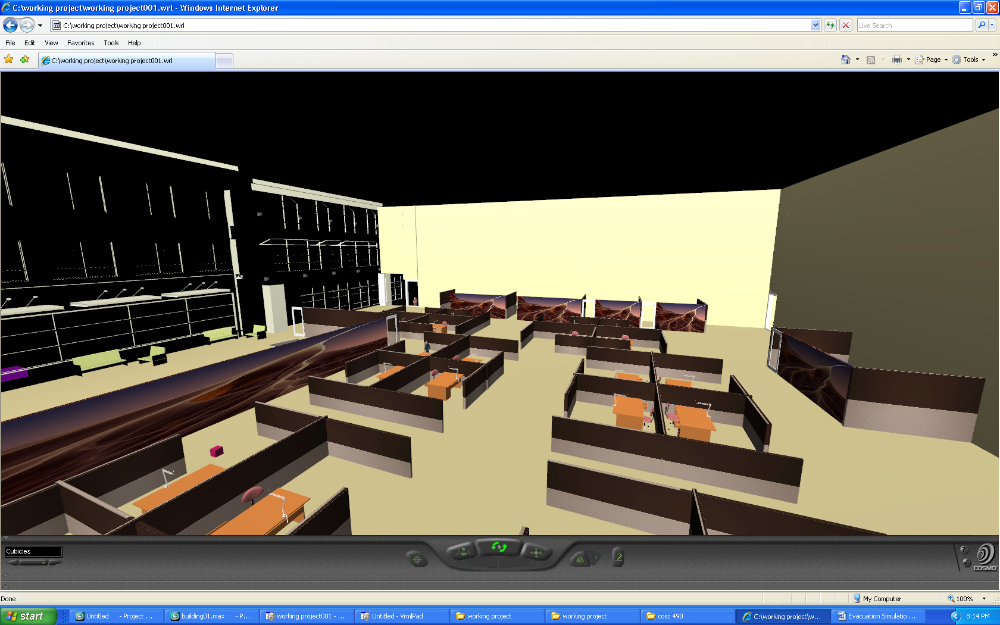 C:\working project\working project001.wrl - Windows Internet Explorer
C:\working project\working project001.wrl
Live Search
File Edit View Favorites Tools Help
C:\working project\working project001.wrl
Page Tools
Cubicles
COSMO
Done
My Computer
100%
start
Untitled - Project ...
building01.max - P...
working project001 - ...
Untitled - VrmlPad
working project
working project
cosc 490
C:\working project\w...
Evacuation Simulatio ...
8:14 PM